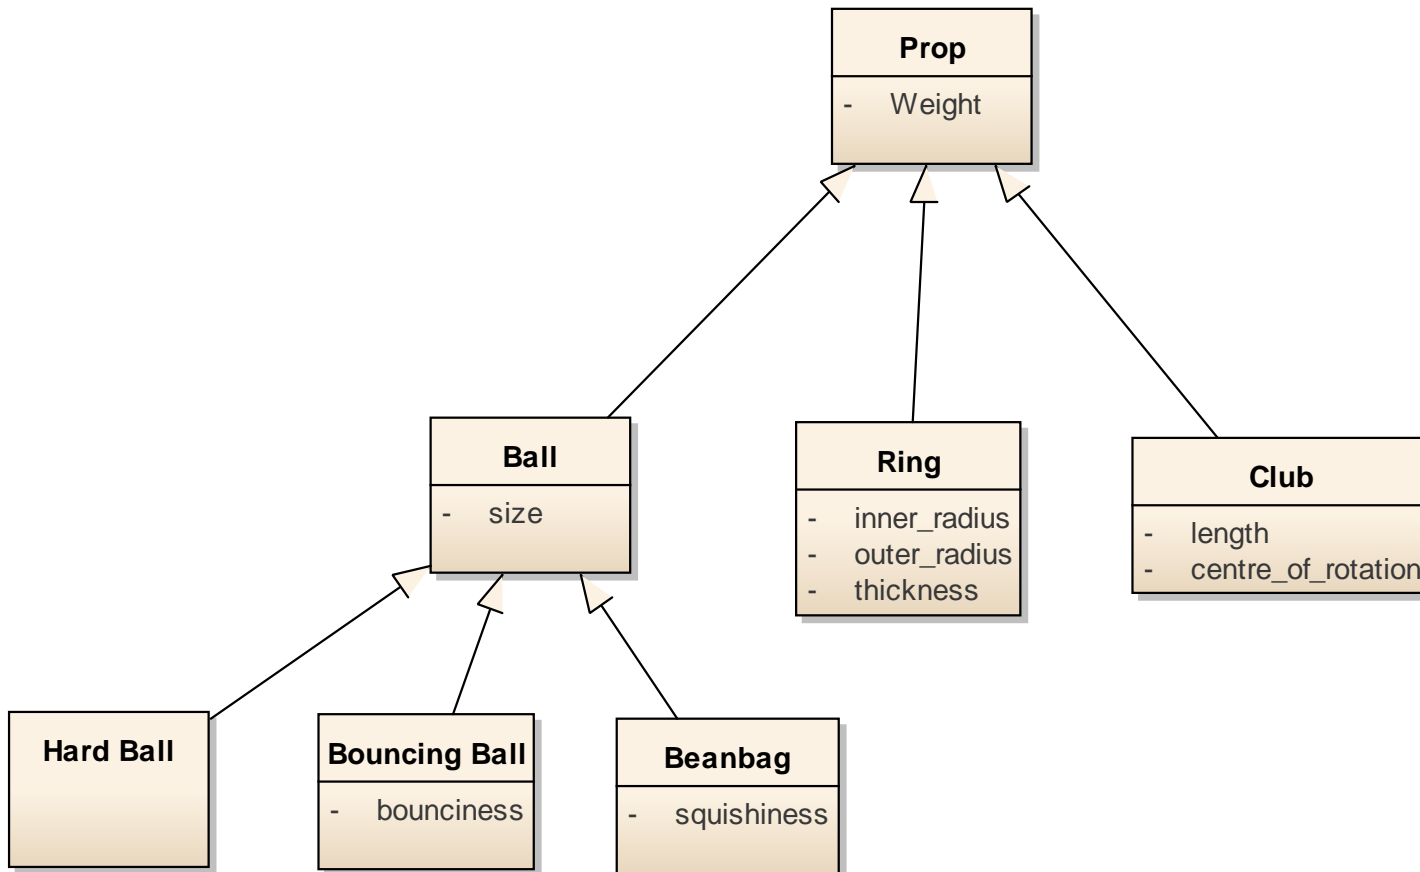 Prop
- Weight
Ball
- size
Ring
- inner_radius
- outer_radius
- thickness
Club
- length
- centre_of_rotation
Hard Ball
Bouncing Ball
- bounciness
Beanbag
- squishiness